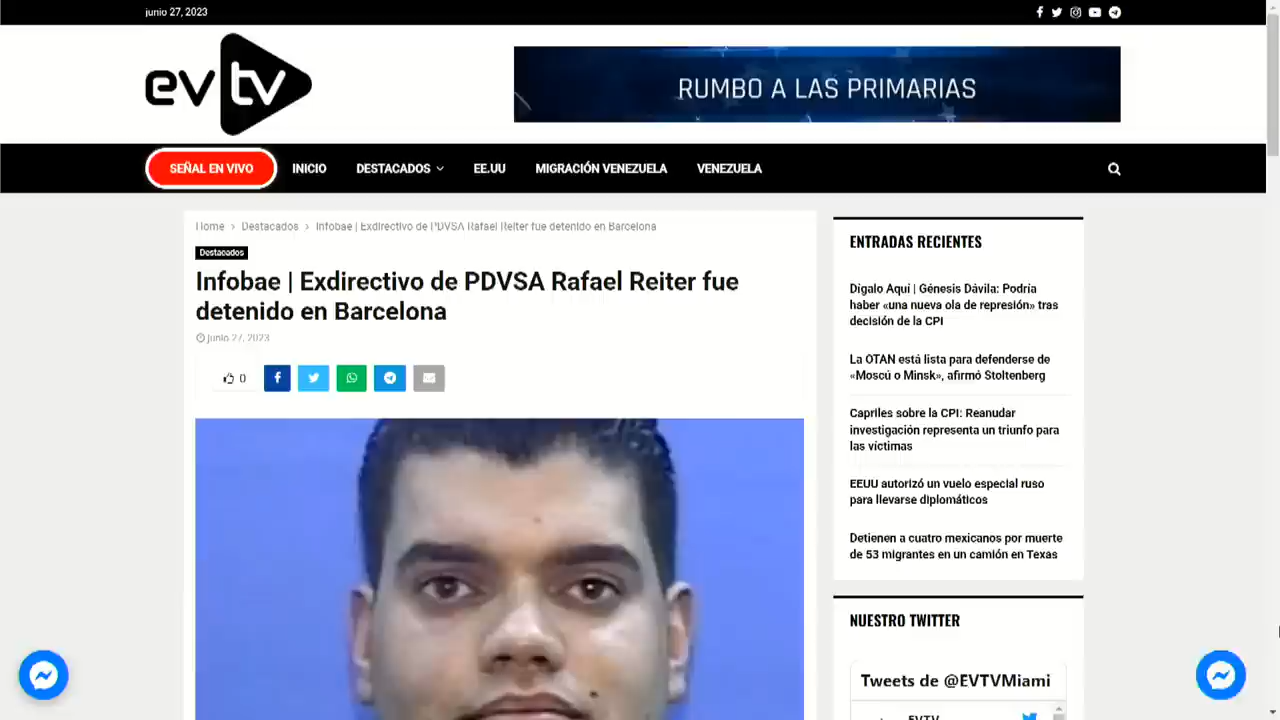 junio 27, 2023
evtv
RUMBO A LAS PRIMARIAS
SEÑAL EN VIVO INICIO DESTACADOS EE.UU MIGRACIÓN VENEZUELA VENEZUELA
Home > Destacados > Infobae | Exdirectivo de PDVSA Rafael Reiter fue detenido en Barcelona
Destacados
Infobae | Exdirectivo de PDVSA Rafael Reiter fue
detenido en Barcelona
junio 27, 2023
0
ENTRADAS RECIENTES
Dígalo Aquí | Génesis Dávila: Podría
haber «una nueva ola de represión» tras
decisión de la CPI
La OTAN está lista para defenderse de
«Moscú o Minsk», afirmó Stoltenberg
Capriles sobre la CPI: Reanudar
investigación representa un triunfo para
las víctimas
EEUU autorizó un vuelo especial ruso
para llevarse diplomáticos
Detienen a cuatro mexicanos por muerte
de 53 migrantes en un camión en Texas
NUESTRO TWITTER
Tweets de @EVTVMiami
EVTV